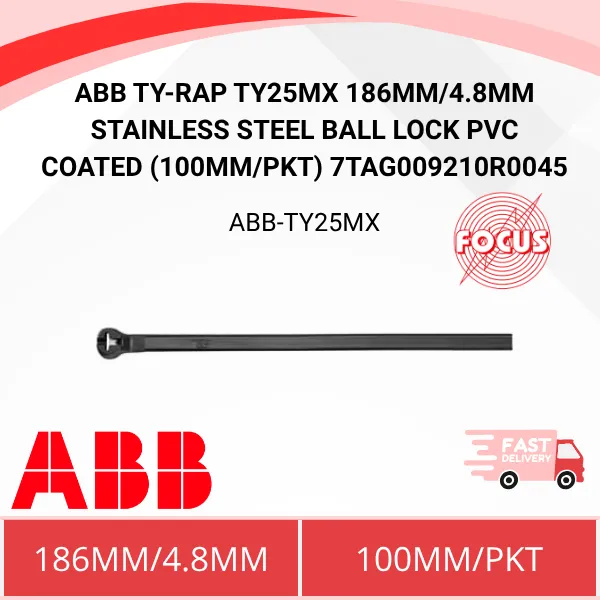 ABB TY-RAP TY25MX 186MM/4.8MM
STAINLESS STEEL BALL LOCK PVC
COATED (100MM/PKT) 7TAG009210R0045
ABB-TY25MX
FOCUS
ABB
FAST
DELIVERY
186MM/4.8MM
100MM/PKT